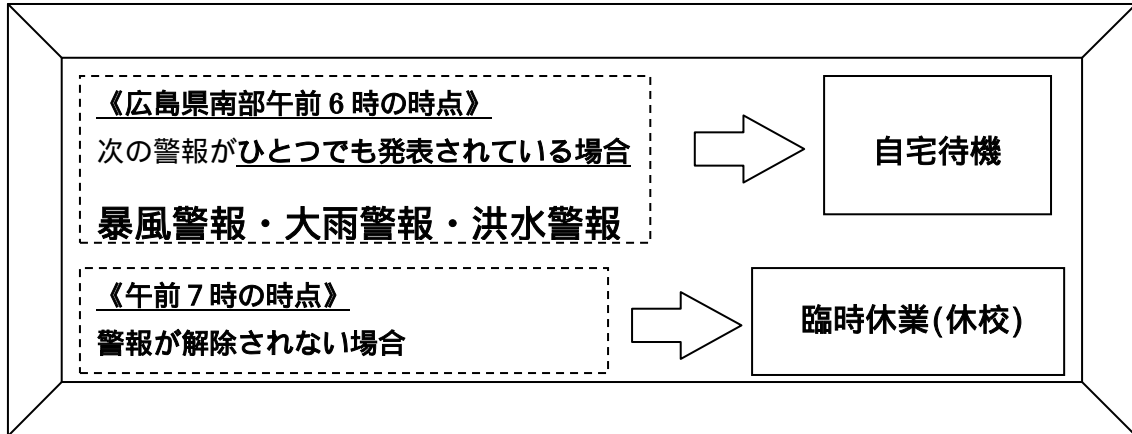 《広島県南部午前6時の時点》
次の警報がひとつでも発表されている場合
自宅待機
暴風警報・大雨警報・洪水警報
《午前7時の時点》
警報が解除されない場合
臨時休業(休校)